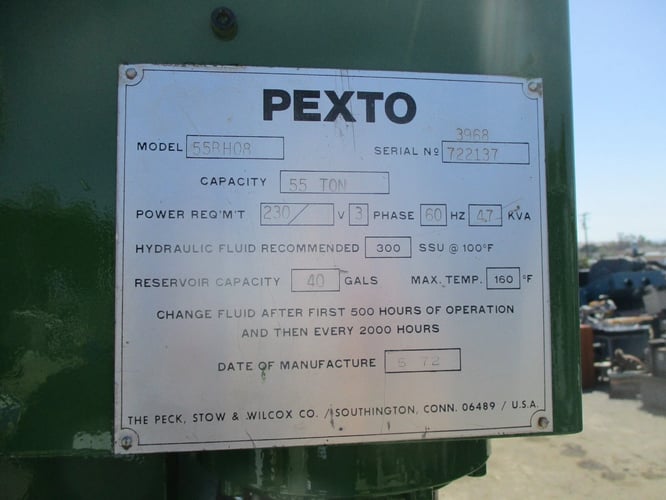 PEXTO
3968
MODEL 55RH08 SERIAL Nº 722137
CAPACITY 55 TON
POWER REQ'M'T 230/ V 3 PHASE 60 HZ 4.7 KVA
HYDRAULIC FLUID RECOMMENDED 300 SSU @ 100°F
RESERVOIR CAPACITY 40 GALS MAX. TEMP. 160 °F
CHANGE FLUID AFTER FIRST 500 HOURS OF OPERATION
AND THEN EVERY 2000 HOURS
DATE OF MANUFACTURE 5 72
THE PECK, STOW & WILCOX CO. / SOUTHINGTON, CONN. 06489 / U.S.A.